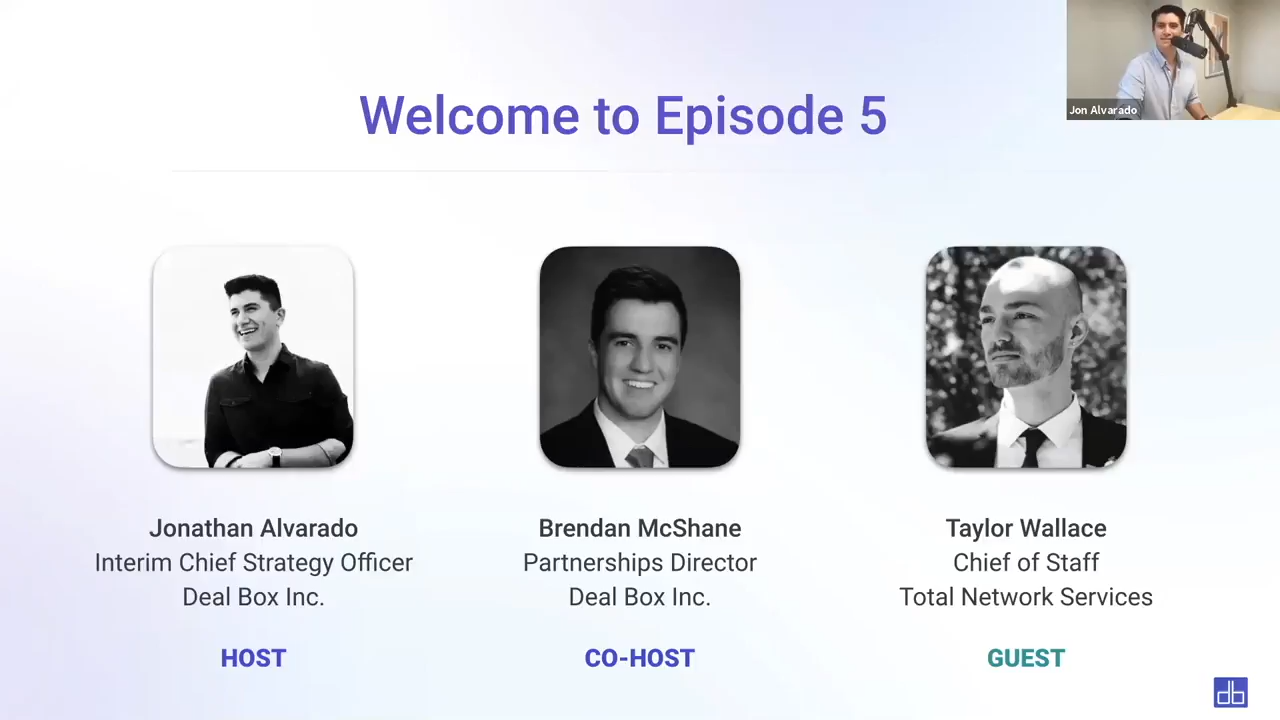 Welcome to Episode 5
Jon Alvarado
Jonathan Alvarado
Interim Chief Strategy Officer
Deal Box Inc.
HOST
Brendan McShane
Partnerships Director
Deal Box Inc.
CO-HOST
Taylor Wallace
Chief of Staff
Total Network Services
GUEST
db